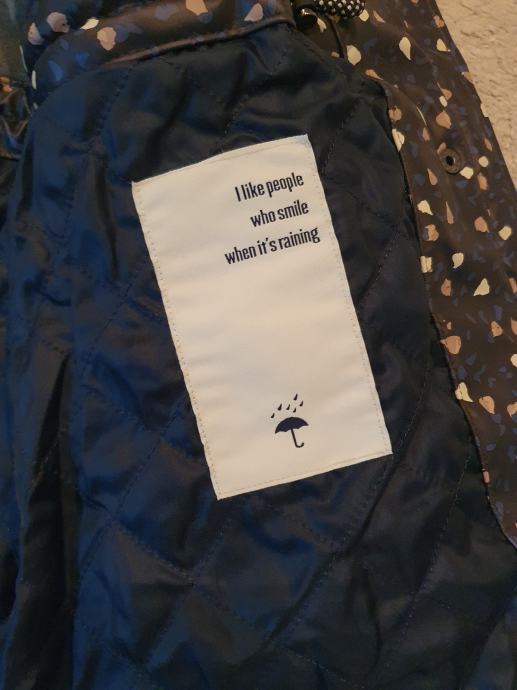 I like people
who smile
when it's raining